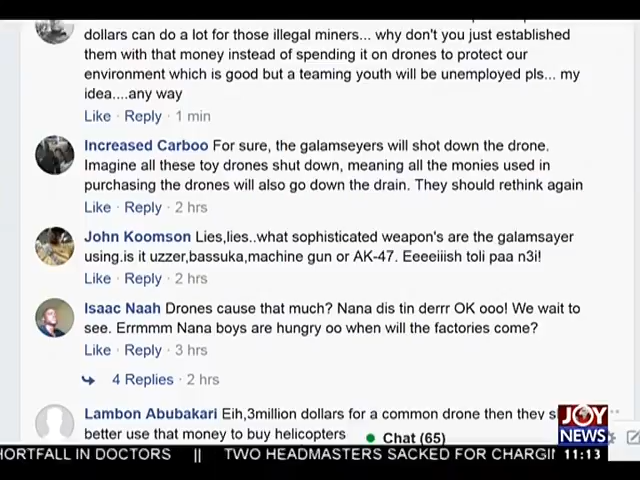 dollars can do a lot for those illegal miners... why don't you just established
them with that money instead of spending it on drones to protect our
environment which is good but a teaming youth will be unemployed pls... my
idea....any way
Like · Reply · 1 min
Increased Carboo For sure, the galamseyers will shot down the drone.
Imagine all these toy drones shut down, meaning all the monies used in
purchasing the drones will also go down the drain. They should rethink again
Like · Reply · 2 hrs
John Koomson Lies,lies..what sophisticated weapon's are the galamsayer
using.is it uzzer,bassuka,machine gun or AK-47. Eeeeiiish toli paa n3i!
Like · Reply · 2 hrs
Isaac Naah Drones cause that much? Nana dis tin derrr OK ooo! We wait to
see. Errmmm Nana boys are hungry oo when will the factories come?
Like · Reply · 3 hrs
4 Replies · 2 hrs
Lambon Abubakari Eih,3million dollars for a common drone then they
better use that money to buy helicopters
Chat (65)
JOY
NEWS
HORTFALL IN DOCTORS || TWO HEADMASTERS SACKED FOR CHARGI
11:13